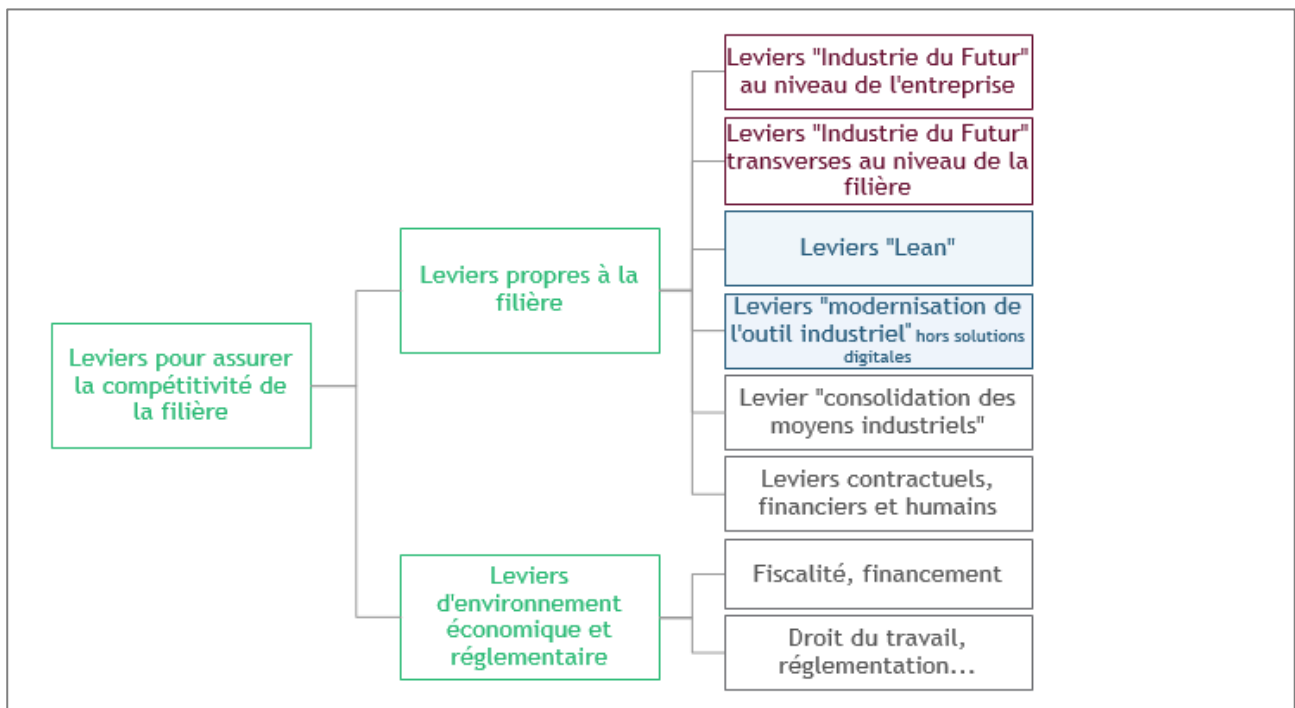 Leviers pour assurer
la compétitivité de
la filière
Leviers propres à la
filière
Leviers "Industrie du Futur"
au niveau de l'entreprise
Leviers "Industrie du Futur"
transverses au niveau de la
filière
Leviers "Lean"
Leviers "modernisation de
l'outil industriel" hors solutions
digitales
Levier "consolidation des
moyens industriels"
Leviers contractuels,
financiers et humains
Leviers
d'environnement
économique et
réglementaire
Fiscalité, financement
Droit du travail,
réglementation...